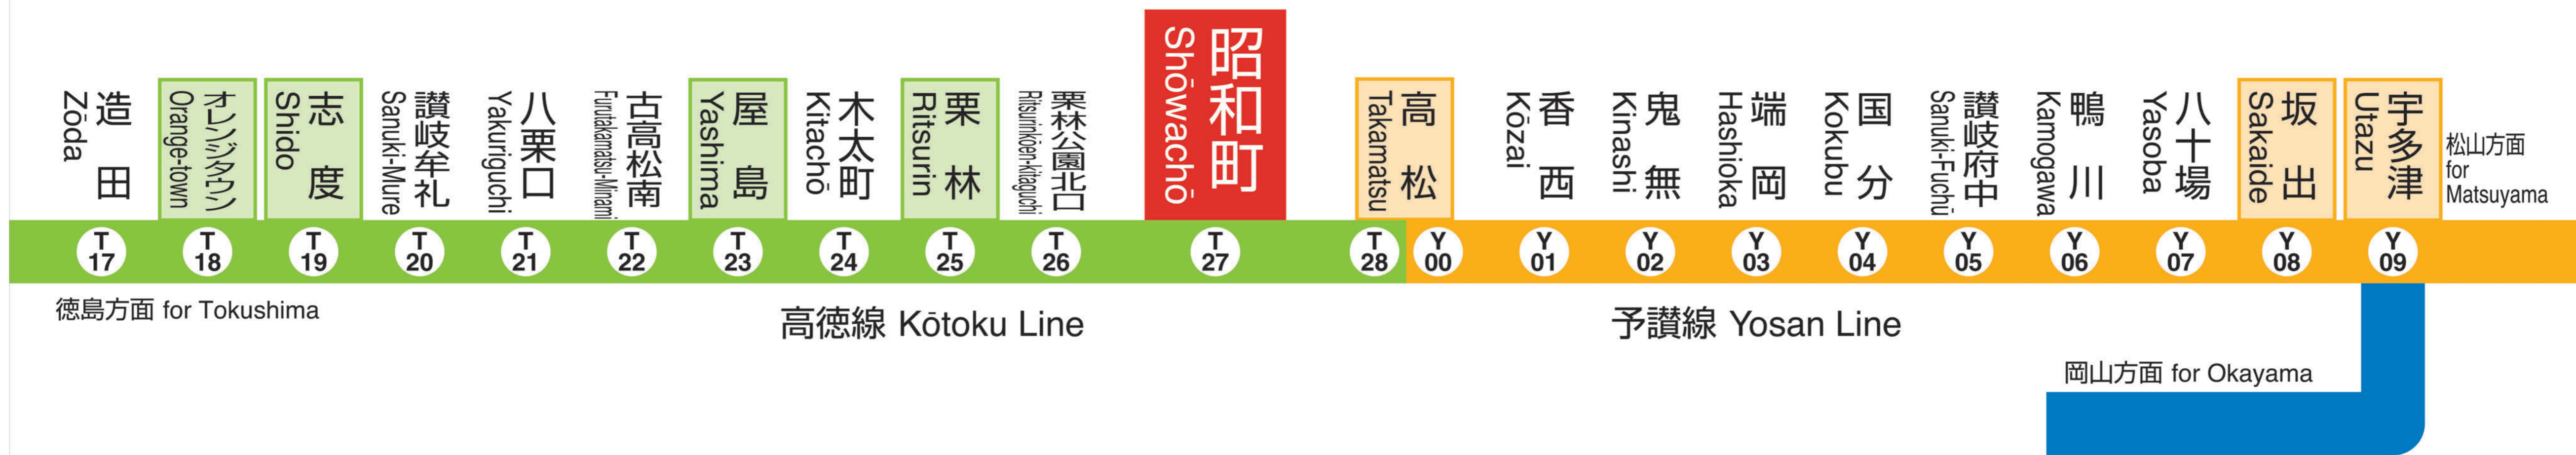 造田
Zōda
オレンジタウン
Orange-town
志度
Shido
讃岐牟礼
Sanuki-Mure
八栗口
Yakuriguchi
古高松南
Furutakamatsu-Minami
屋島
Yashima
木太町
Kitachō
栗林
Ritsurin
栗林公園北口
Ritsurinkōen-kitaguchi
昭和町
Shōwachō
高松
Takamatsu
香西
Kōzai
鬼無
Kinashi
端岡
Hashioka
国分
Kokubu
讃岐府中
Sanuki-Fuchū
鴨川
Kamogawa
八十場
Yasoba
坂出
Sakaide
宇多津
Utazu
松山方面
for
Matsuyama
T
17
T
18
T
19
T
20
T
21
T
22
T
23
T
24
T
25
T
26
T
27
T
28
Y
00
Y
01
Y
02
Y
03
Y
04
Y
05
Y
06
Y
07
Y
08
Y
09
徳島方面 for Tokushima
高徳線 Kōtoku Line
予讃線 Yosan Line
岡山方面 for Okayama